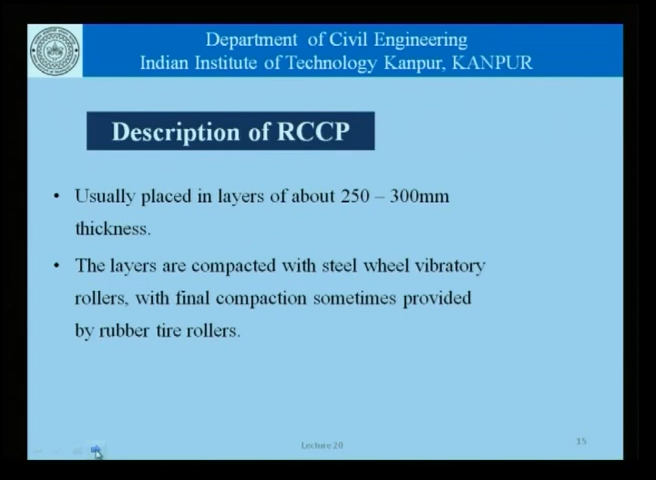 Department of Civil Engineering
Indian Institute of Technology Kanpur, KANPUR
Description of RCCP
• Usually placed in layers of about 250 – 300mm
thickness.
• The layers are compacted with steel wheel vibratory
rollers, with final compaction sometimes provided
by rubber tire rollers.
Lecture 20
15